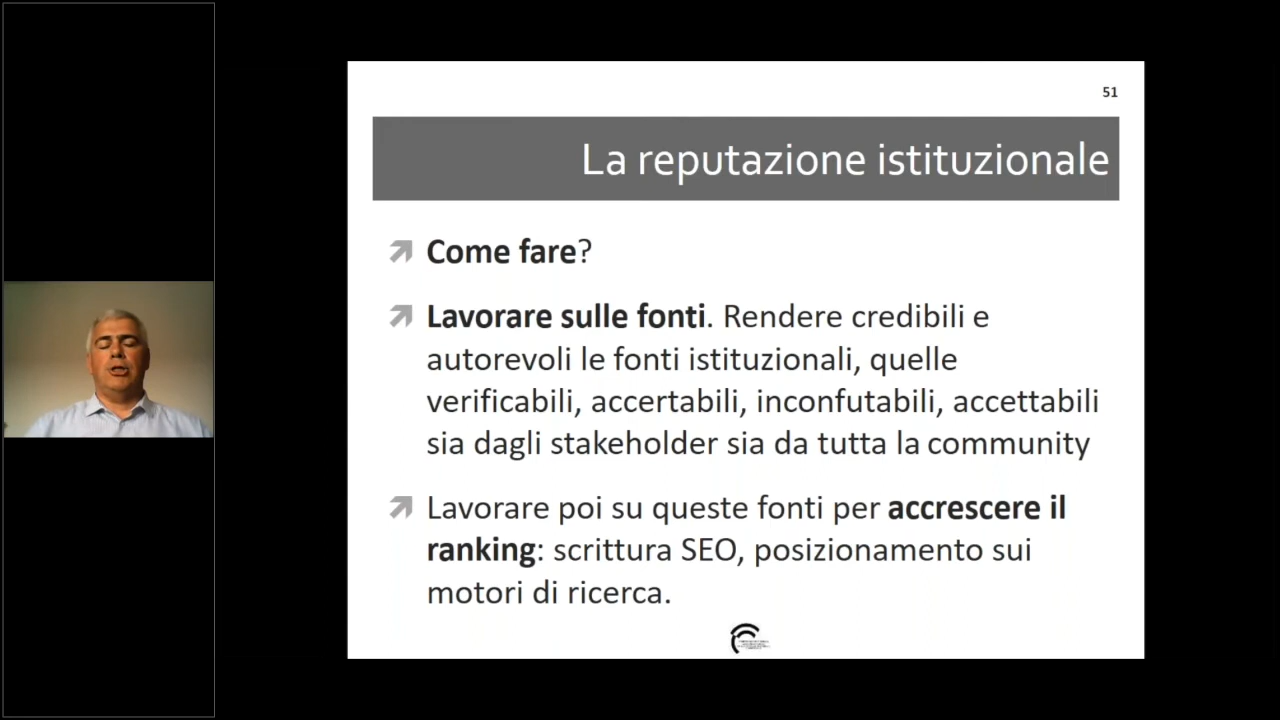 51
La reputazione istituzionale
Come fare?
Lavorare sulle fonti. Rendere credibili e
autorevoli le fonti istituzionali, quelle
verificabili, accertabili, inconfutabili, accettabili
sia dagli stakeholder sia da tutta la community
Lavorare poi su queste fonti per accrescere il
ranking: scrittura SEO, posizionamento sui
motori di ricerca.